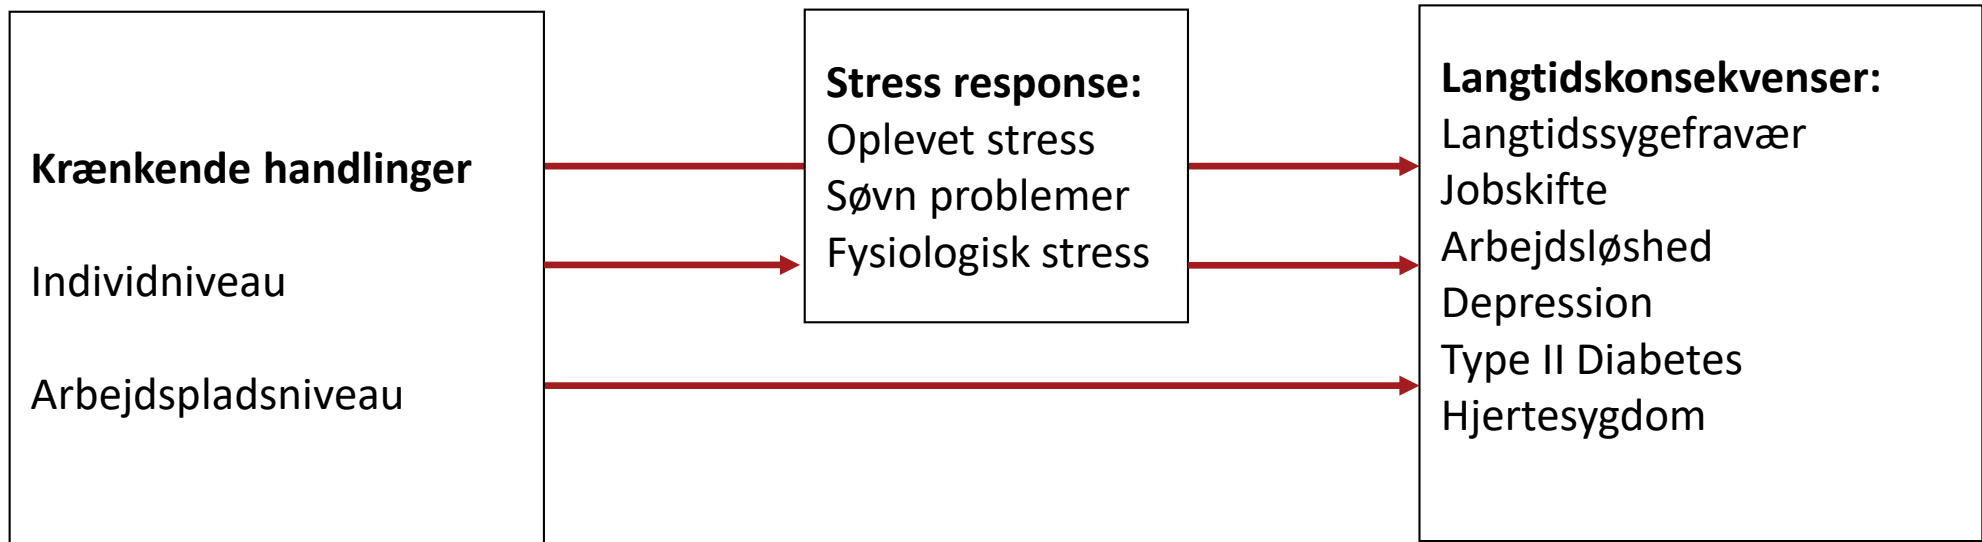 Krænkende handlinger
Individniveau
Arbejdspladsniveau
Stress response:
Oplevet stress
Søvn problemer
Fysiologisk stress
Langtidskonsekvenser:
Langtidssygefravær
Jobskifte
Arbejdsløshed
Depression
Type II Diabetes
Hjertesygdom